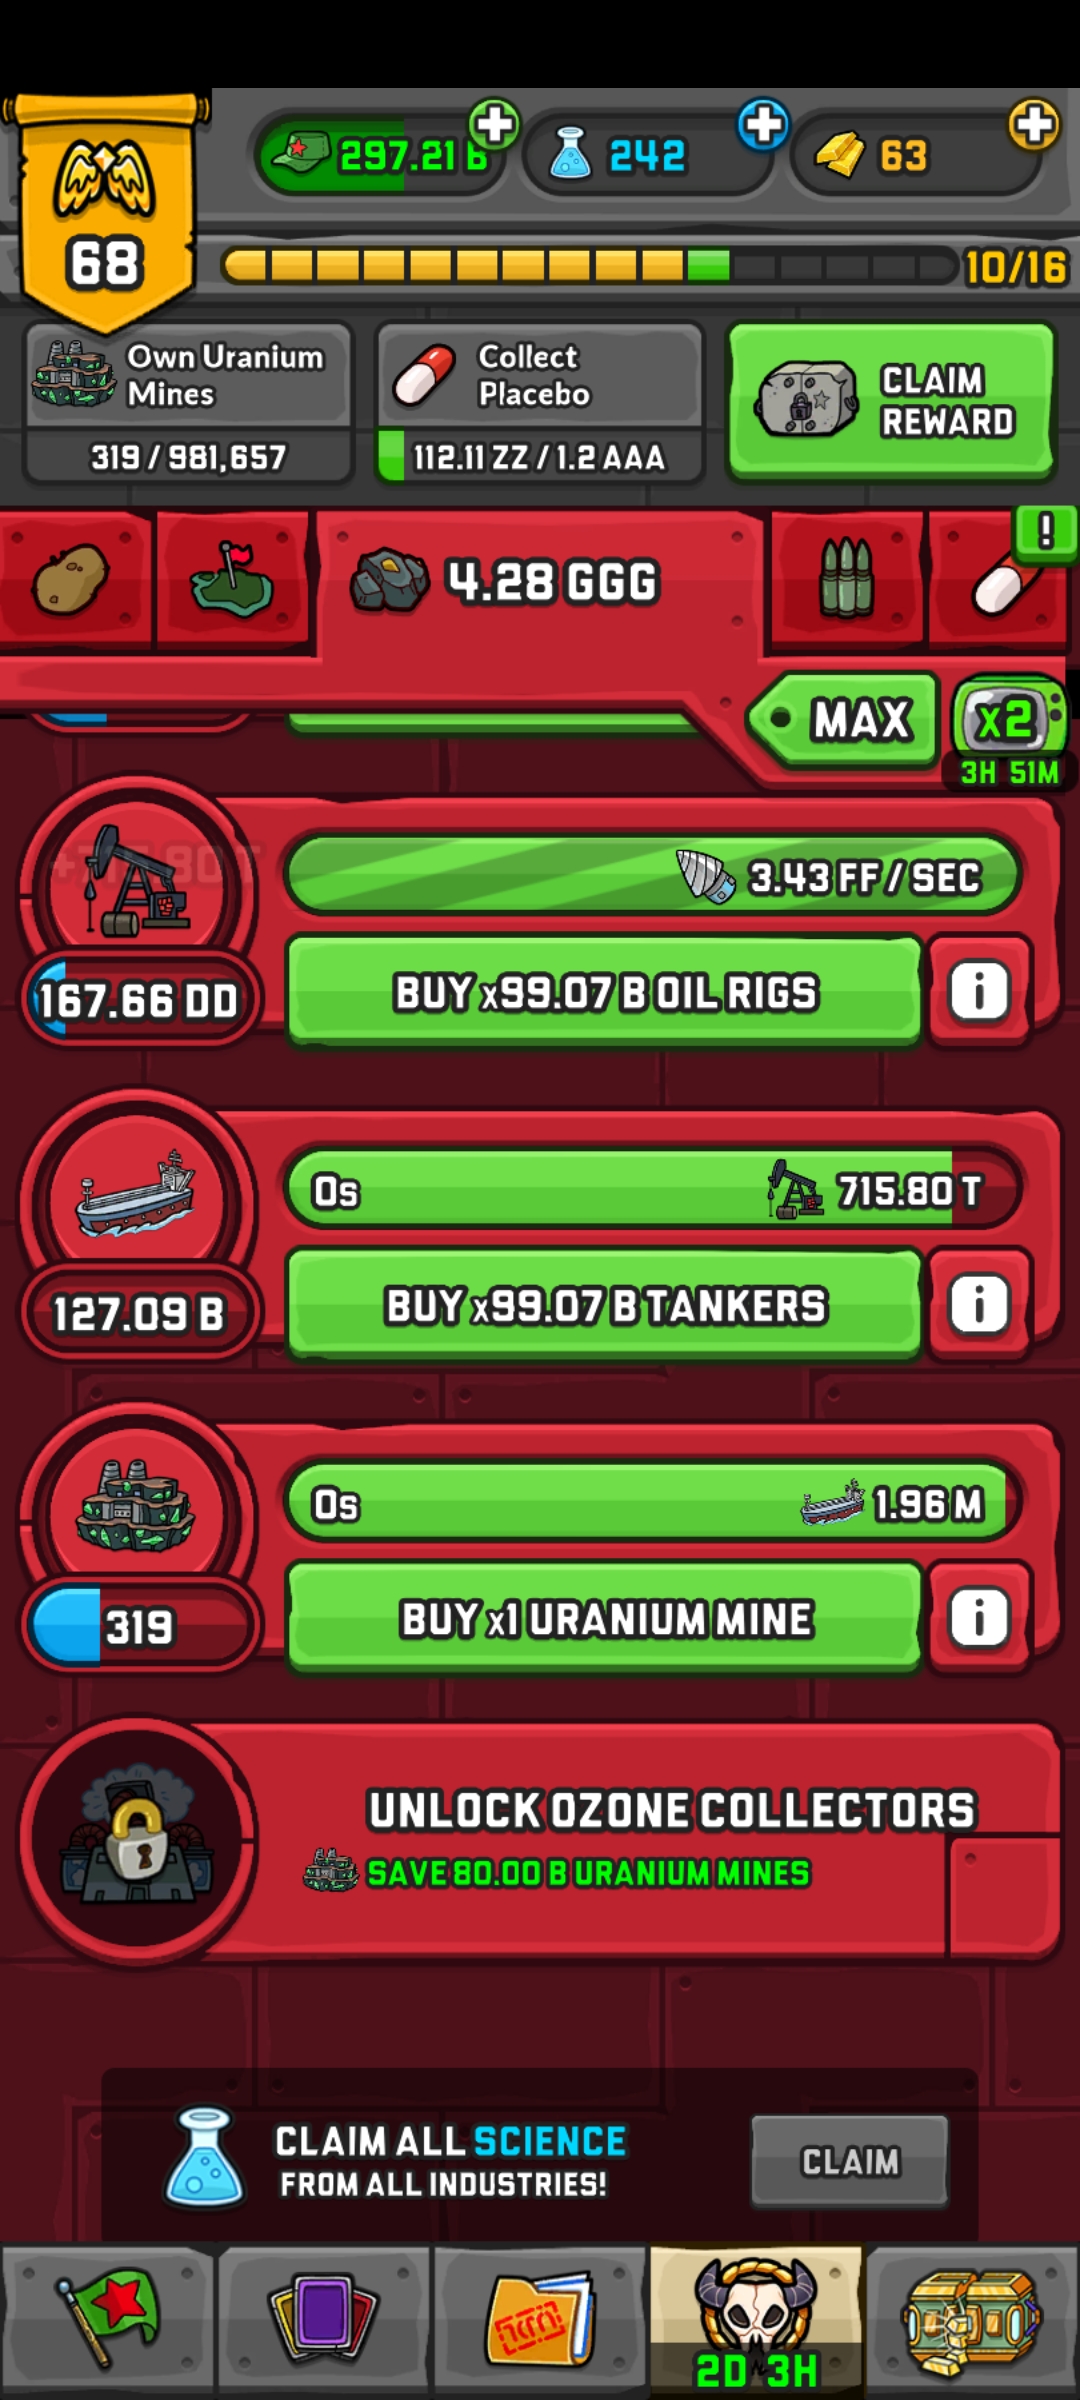 297.21 B
242
63
68
10/16
Own Uranium
Mines
319 / 981,657
Collect
Placebo
112.11 ZZ / 1.2 AAA
CLAIM
REWARD
!
4.28 GGG
MAX
x2
3H 51M
+715.80 T
3.43 FF / SEC
167.66 DD
BUY x99.07 B OIL RIGS
i
0s
715.80 T
127.09 B
BUY x99.07 B TANKERS
i
0s
1.96 M
319
BUY x1 URANIUM MINE
i
UNLOCK OZONE COLLECTORS
SAVE 80.00 B URANIUM MINES
CLAIM ALL SCIENCE
FROM ALL INDUSTRIES!
CLAIM
2D 3H